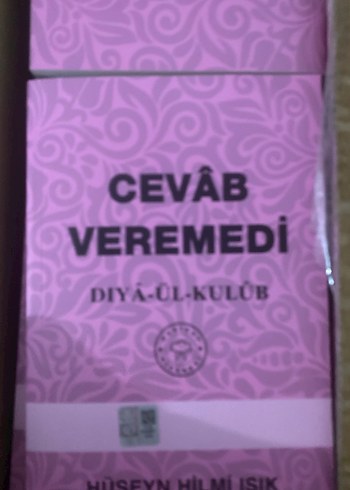 CEVÂB
VEREMEDİ
DIYÂ-ÜL-KULÛB
HÜSEYN HİLMİ IŞIK